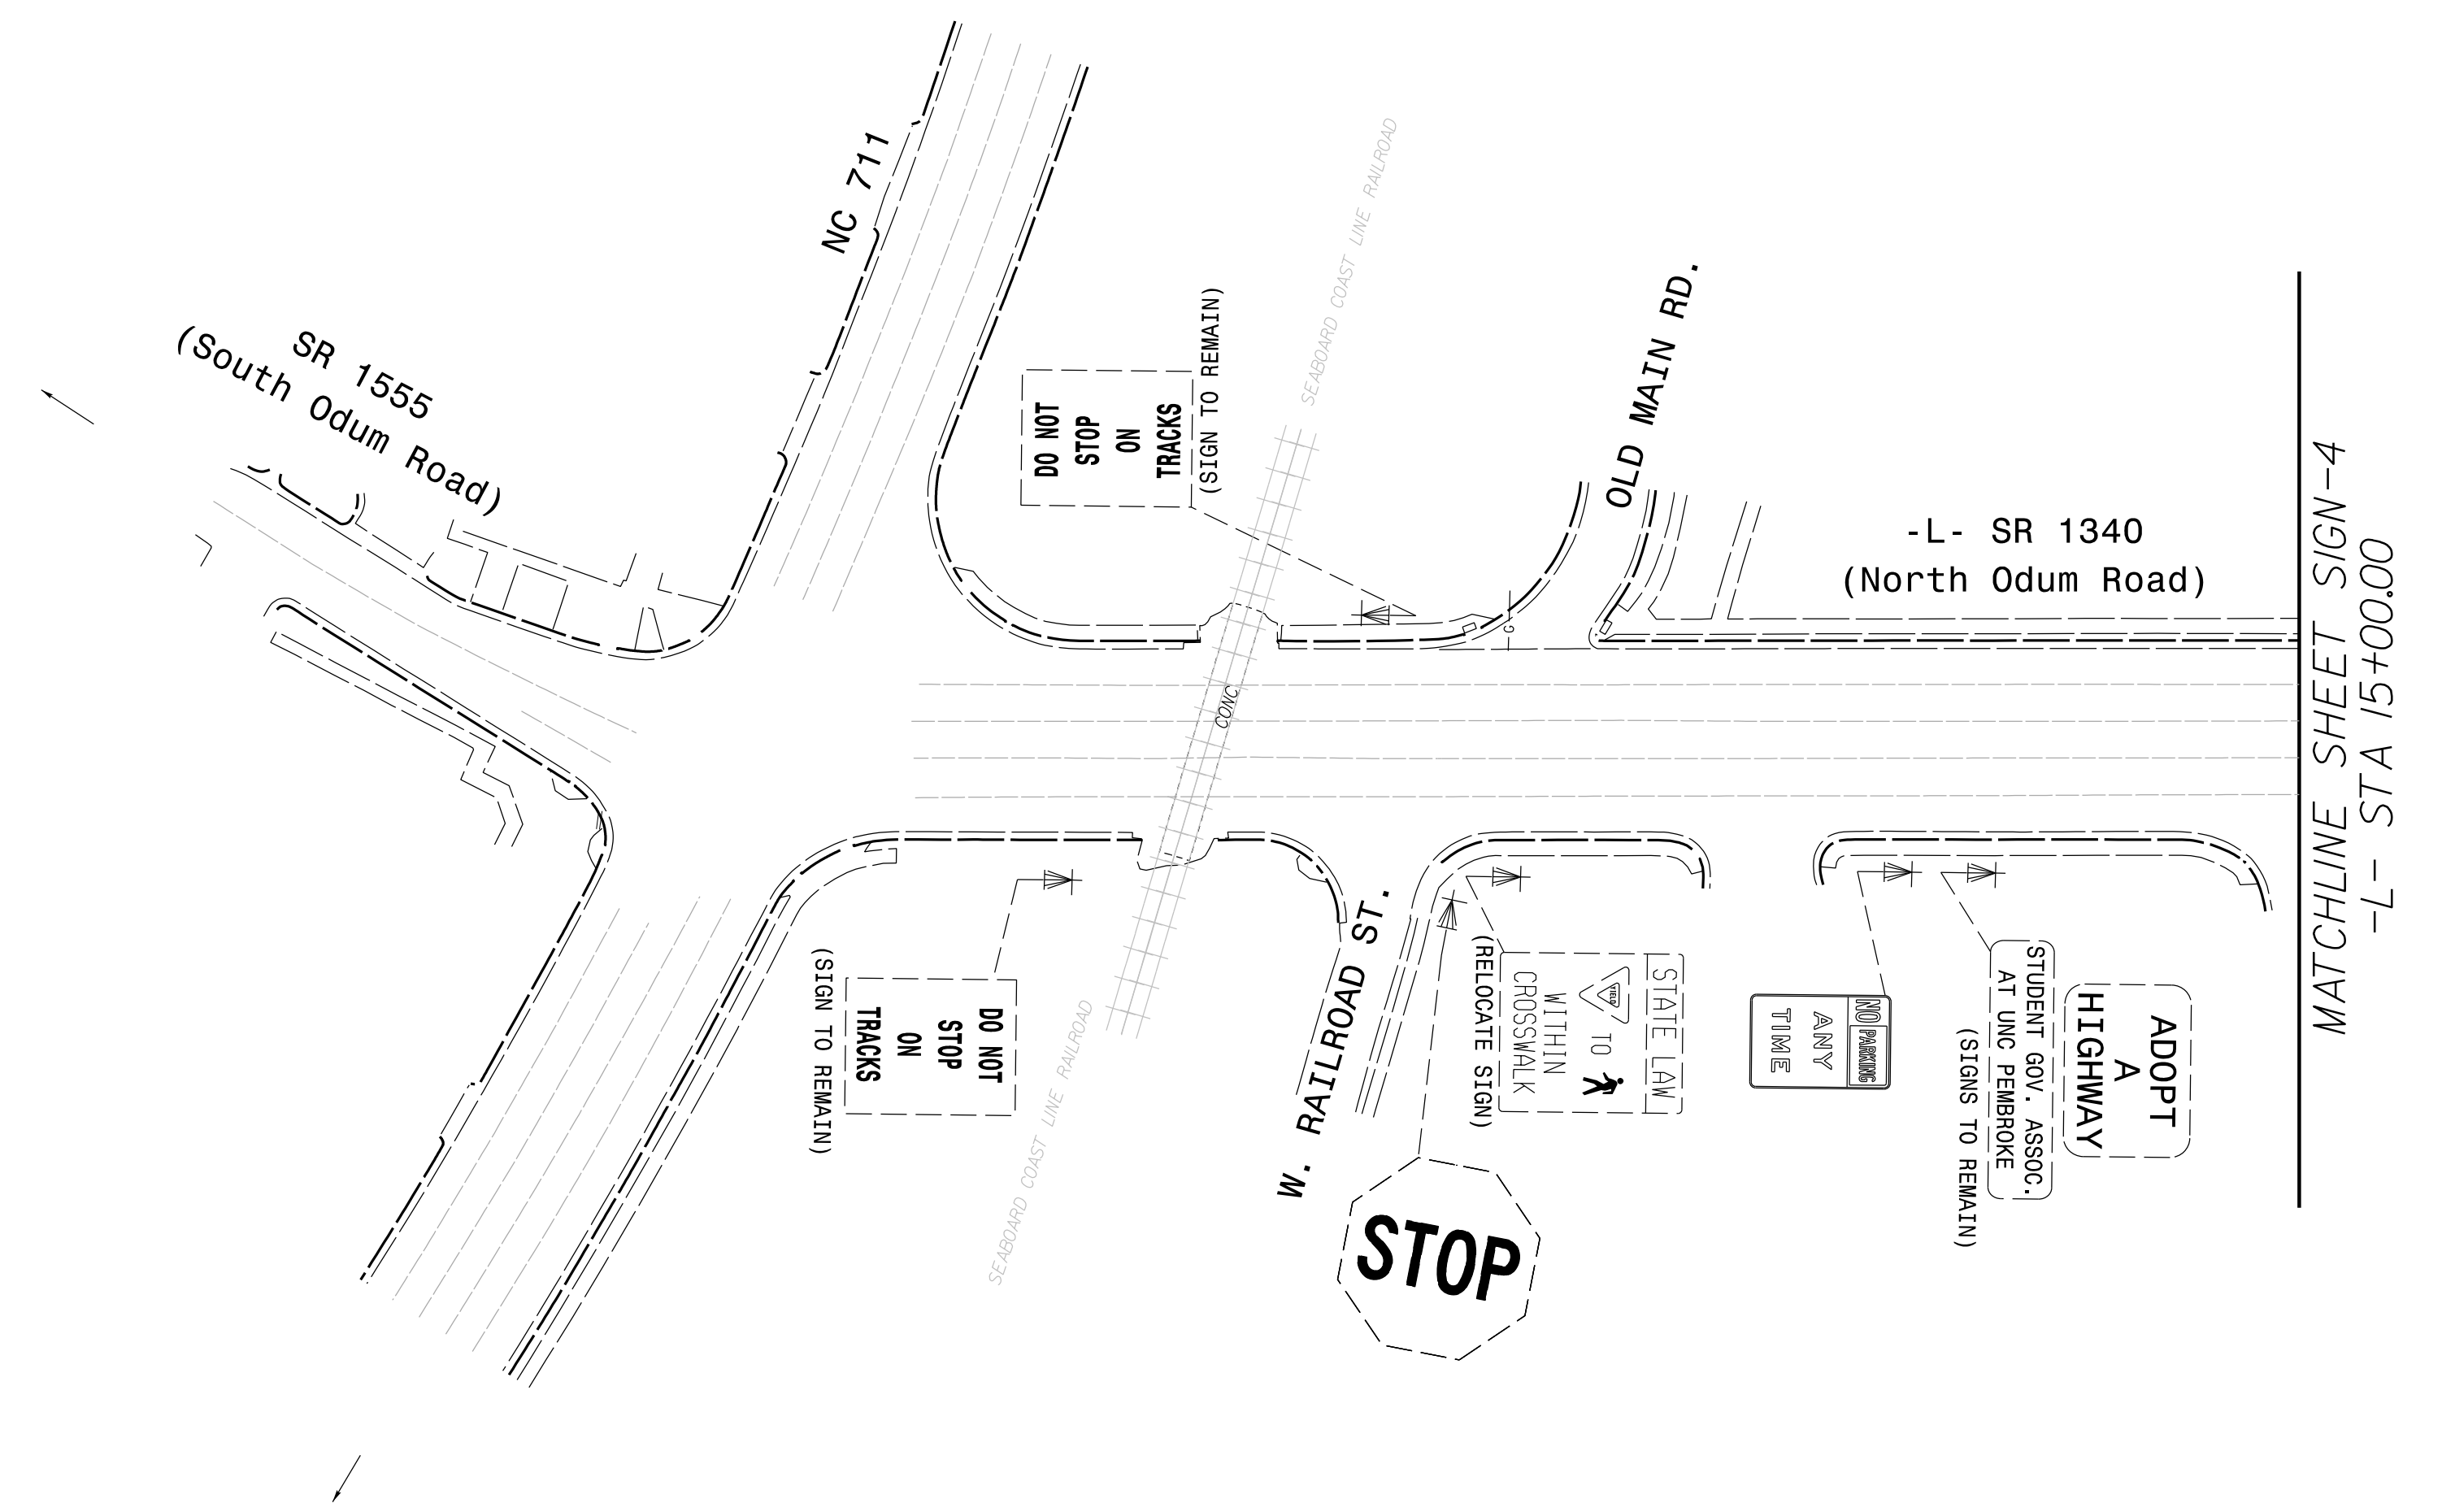 NC 711
SR 1555
(South Odum Road)
DO NOT
STOP
ON
TRACKS
(SIGN TO REMAIN)
SEABOARD COAST LINE RAILROAD
OLD MAIN RD.
-L- SR 1340
(North Odum Road)
MATCHLINE SHEET SIGN-4
-L- STA 15+00.00
CONC
G
DO NOT
STOP
ON
TRACKS
(SIGN TO REMAIN)
SEABOARD COAST LINE RAILROAD
W. RAILROAD ST.
STATE LAW
YIELD
TO
WITHIN
CROSSWALK
(RELOCATE SIGN)
STOP
NO PARKING
ANY
TIME
ADOPT
A
HIGHWAY
STUDENT GOV. ASSOC.
AT UNC PEMBROKE
(SIGNS TO REMAIN)